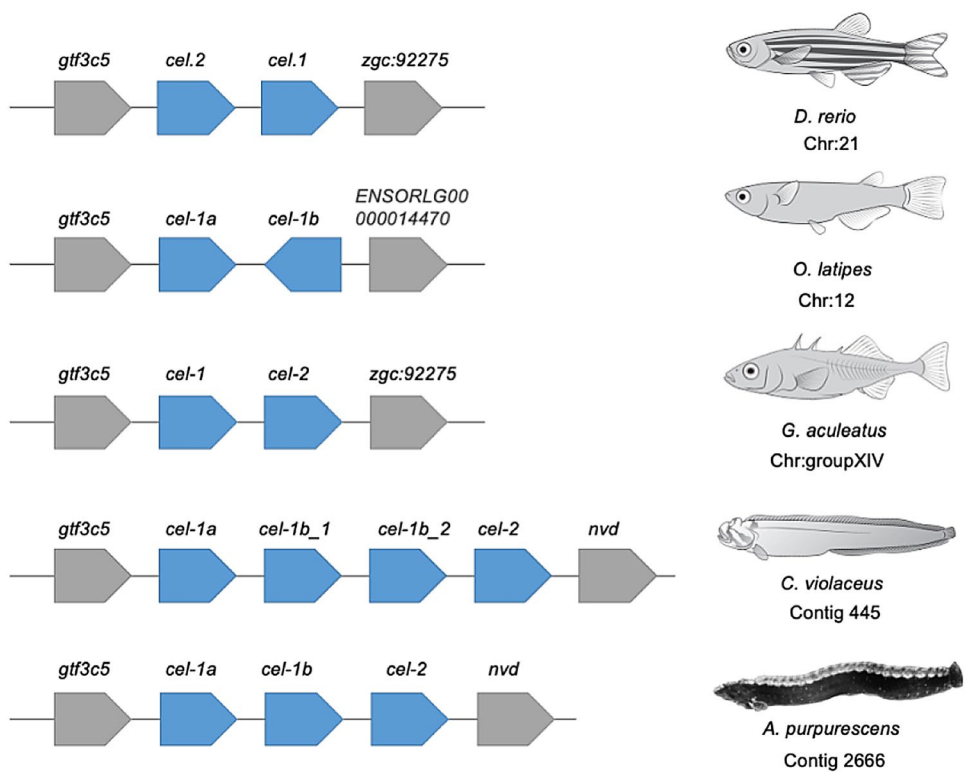 gtf3c5 cel.2 cel.1 zgc:92275
D. rerio
Chr:21
ENSORLG00
gtf3c5 cel-1a cel-1b 000014470
O. latipes
Chr:12
gtf3c5 cel-1 cel-2 zgc:92275
G. aculeatus
Chr:groupXIV
gtf3c5 cel-1a cel-1b_1 cel-1b_2 cel-2 nvd
C. violaceus
Contig 445
gtf3c5 cel-1a cel-1b cel-2 nvd
A. purpurescens
Contig 2666